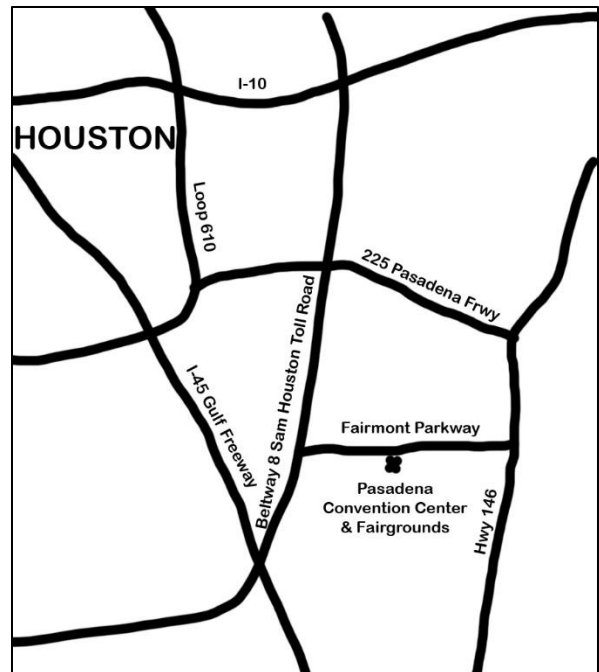 I-10
HOUSTON
Loop 610
225 Pasadena Frwy
I-45 Gulf Freeway
Beltway 8 Sam Houston Toll Road
Fairmont Parkway
Pasadena
Convention Center
& Fairgrounds
Hwy 146